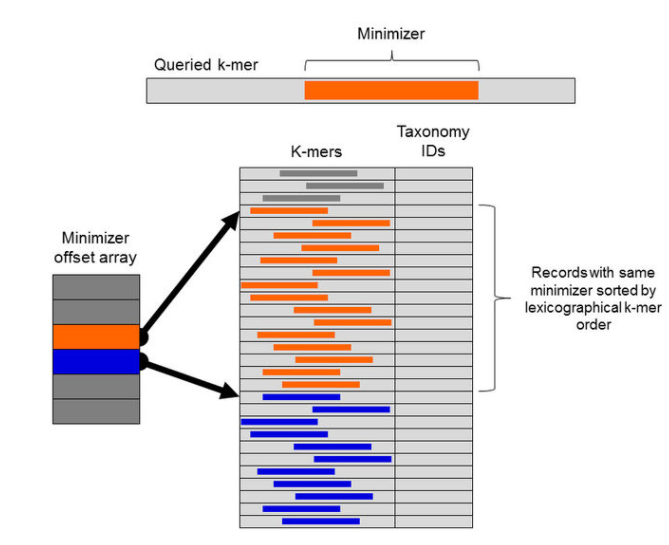 Minimizer
Queried k-mer
Taxonomy
IDs
K-mers
Minimizer
offset array
Records with same
minimizer sorted by
lexicographical k-mer
order